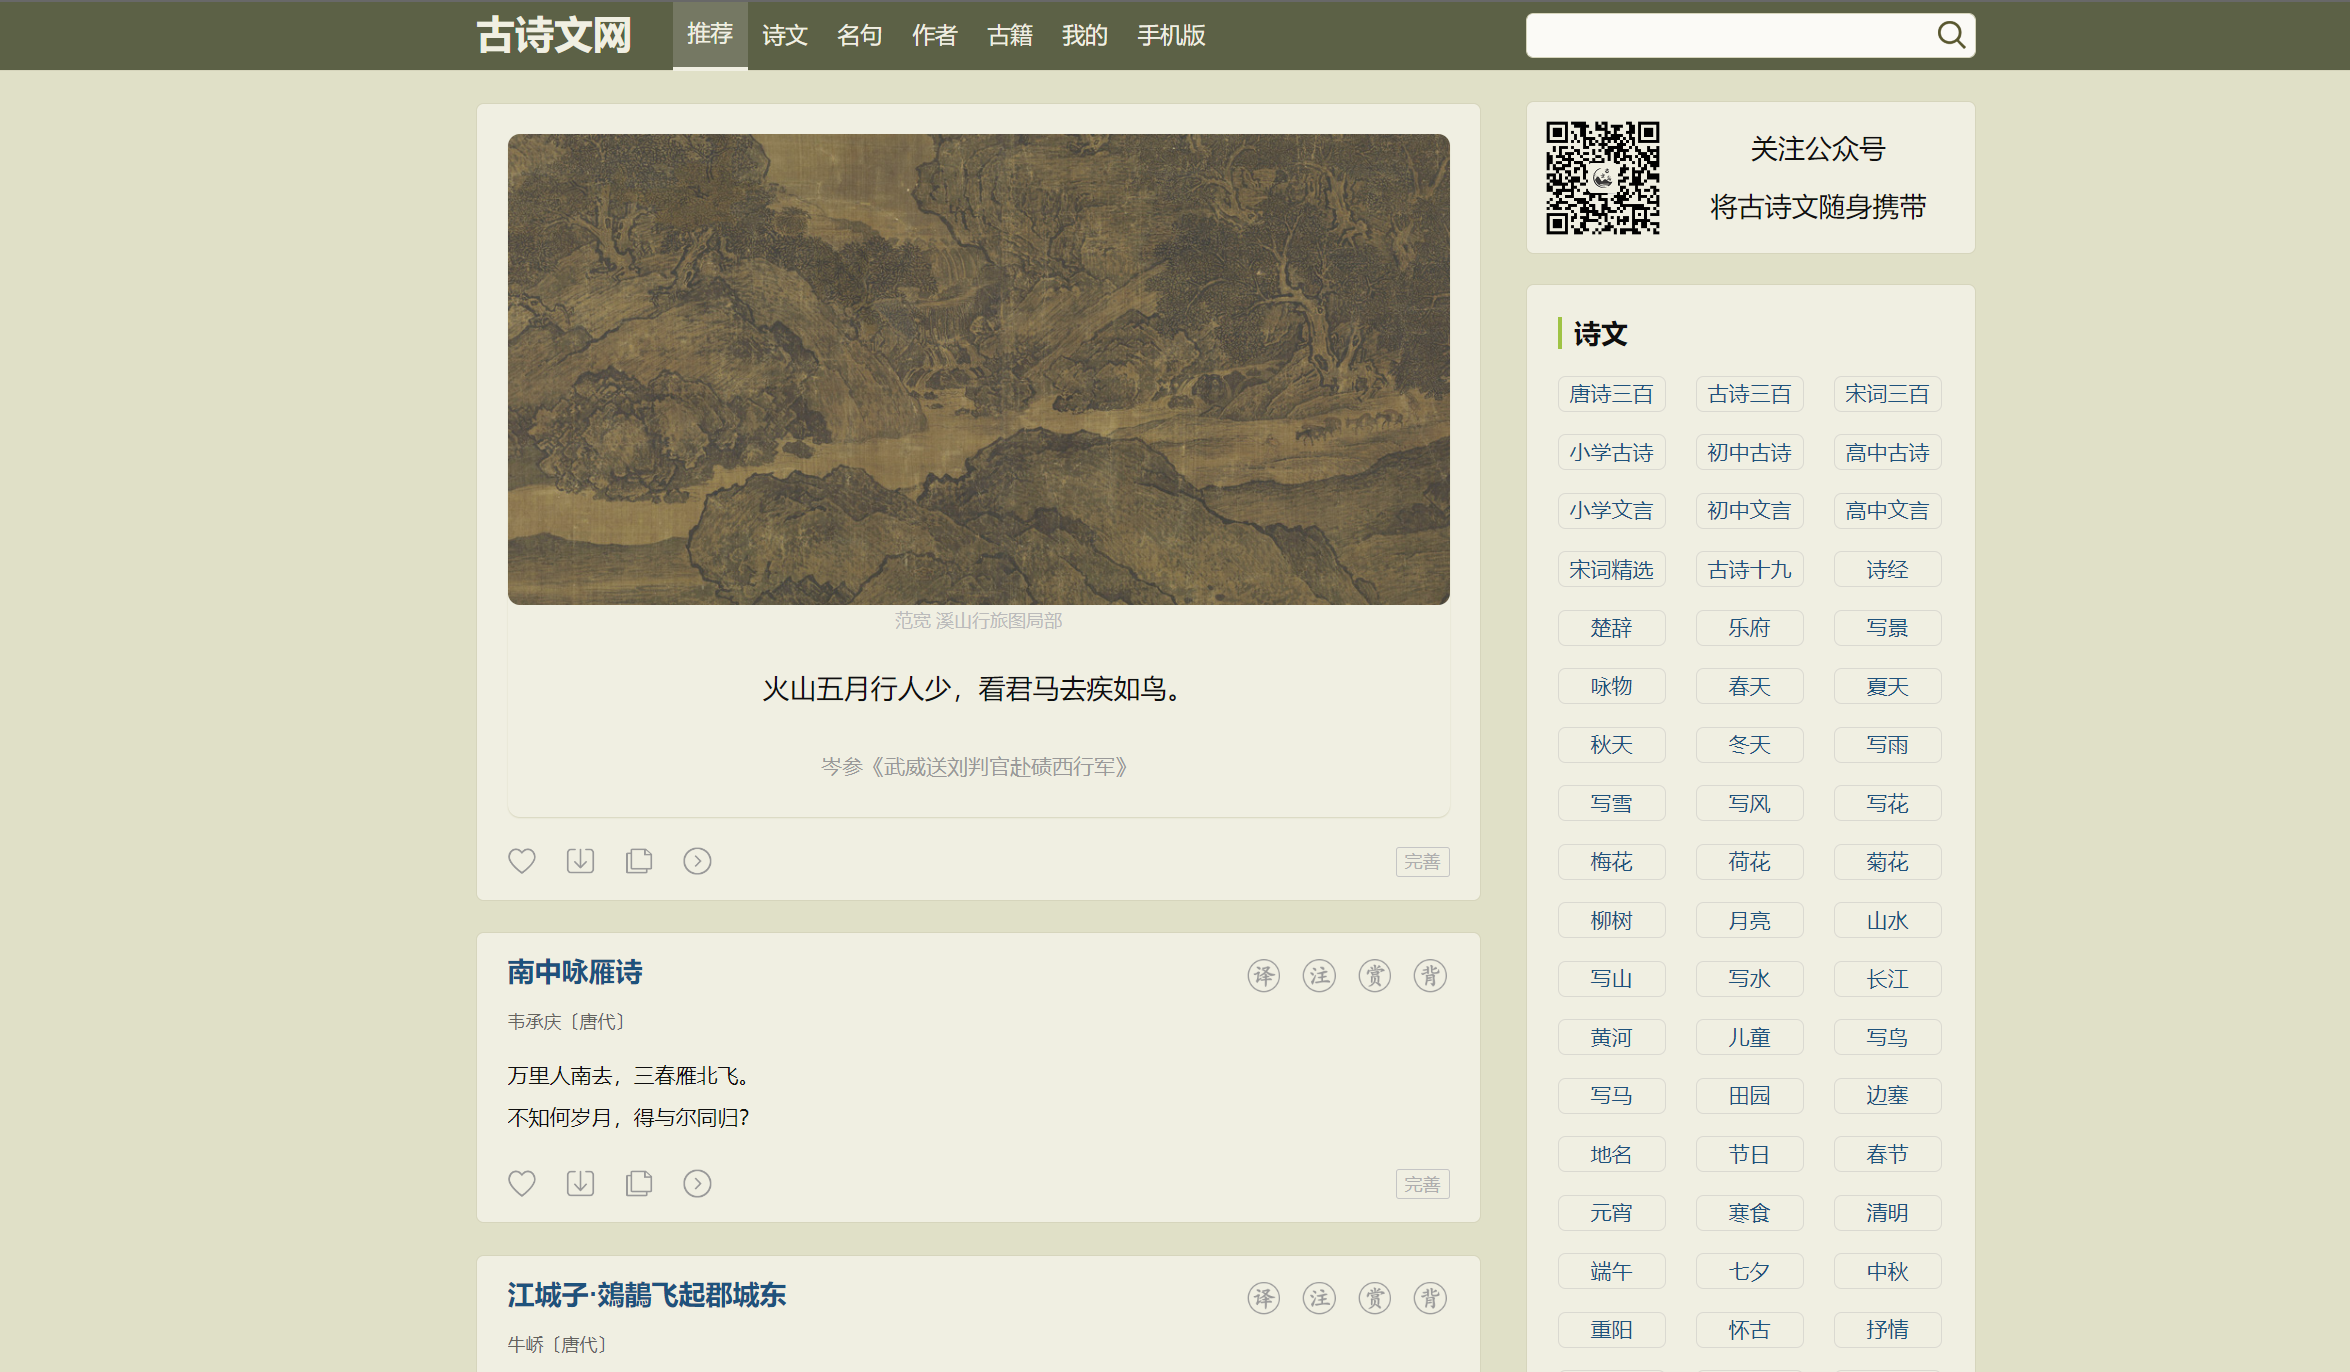 古诗文网
推荐 诗文 名句 作者 古籍 我的 手机版
范宽 溪山行旅图局部
火山五月行人少，看君马去疾如鸟。
岑参《武威送刘判官赴碛西行军》
完善
南中咏雁诗
译 注 赏 背
韦承庆〔唐代〕
万里人南去，三春雁北飞。
不知何岁月，得与尔同归？
完善
江城子·鵁鶄飞起郡城东
译 注 赏 背
牛峤〔唐代〕
关注公众号
将古诗文随身携带
诗文
唐诗三百 古诗三百 宋词三百
小学古诗 初中古诗 高中古诗
小学文言 初中文言 高中文言
宋词精选 古诗十九 诗经
楚辞 乐府 写景
咏物 春天 夏天
秋天 冬天 写雨
写雪 写风 写花
梅花 荷花 菊花
柳树 月亮 山水
写山 写水 长江
黄河 儿童 写鸟
写马 田园 边塞
地名 节日 春节
元宵 寒食 清明
端午 七夕 中秋
重阳 怀古 抒情